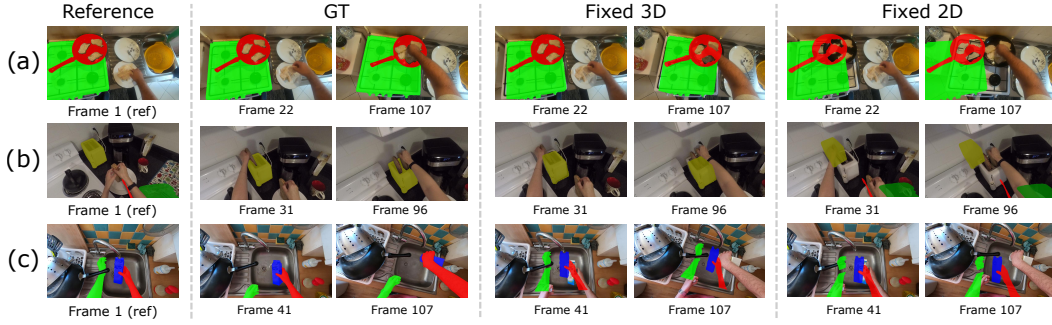 Reference GT Fixed 3D Fixed 2D
(a)
Frame 1 (ref) Frame 22 Frame 107 Frame 22 Frame 107 Frame 22 Frame 107
(b)
Frame 1 (ref) Frame 31 Frame 96 Frame 31 Frame 96 Frame 31 Frame 96
(c)
Frame 1 (ref) Frame 41 Frame 107 Frame 41 Frame 107 Frame 41 Frame 107